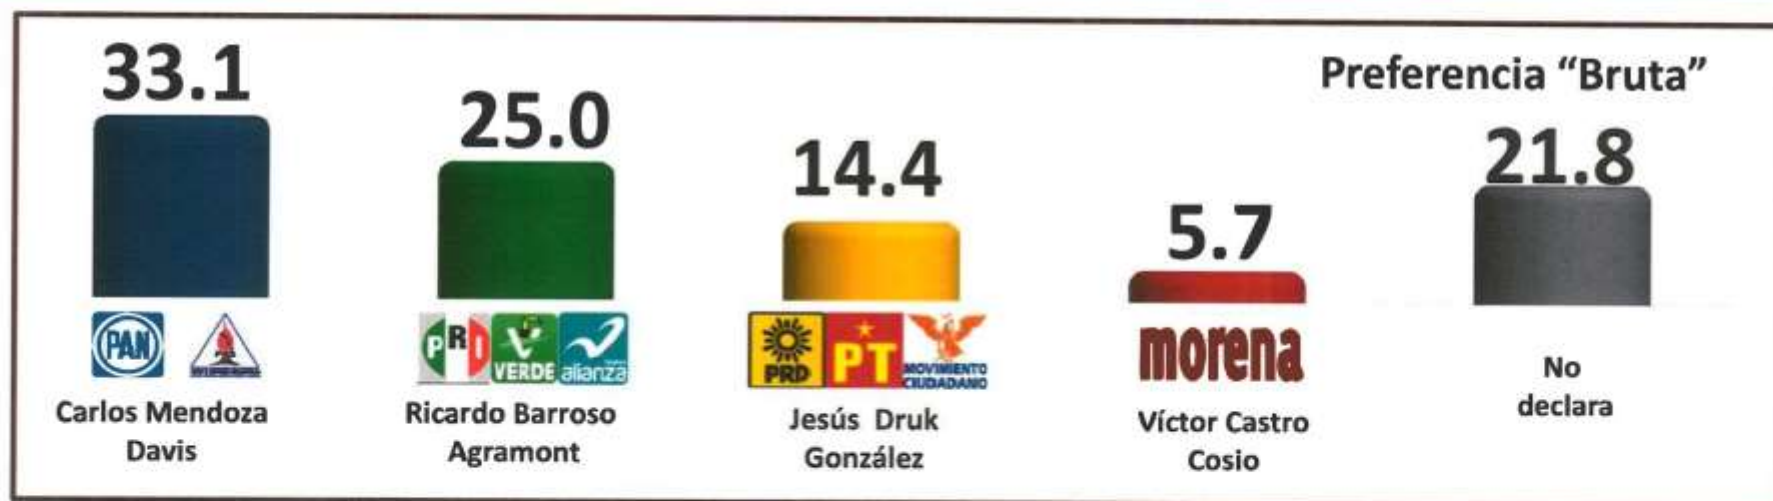 Preferencia “Bruta”
33.1
25.0
14.4
5.7
21.8
PAN
PRI
VERDE
alianza
PRD
PT
MOVIMIENTO
CIUDADANO
morena
Carlos Mendoza
Davis
Ricardo Barroso
Agramont
Jesús Druk
González
Víctor Castro
Cosio
No
declara